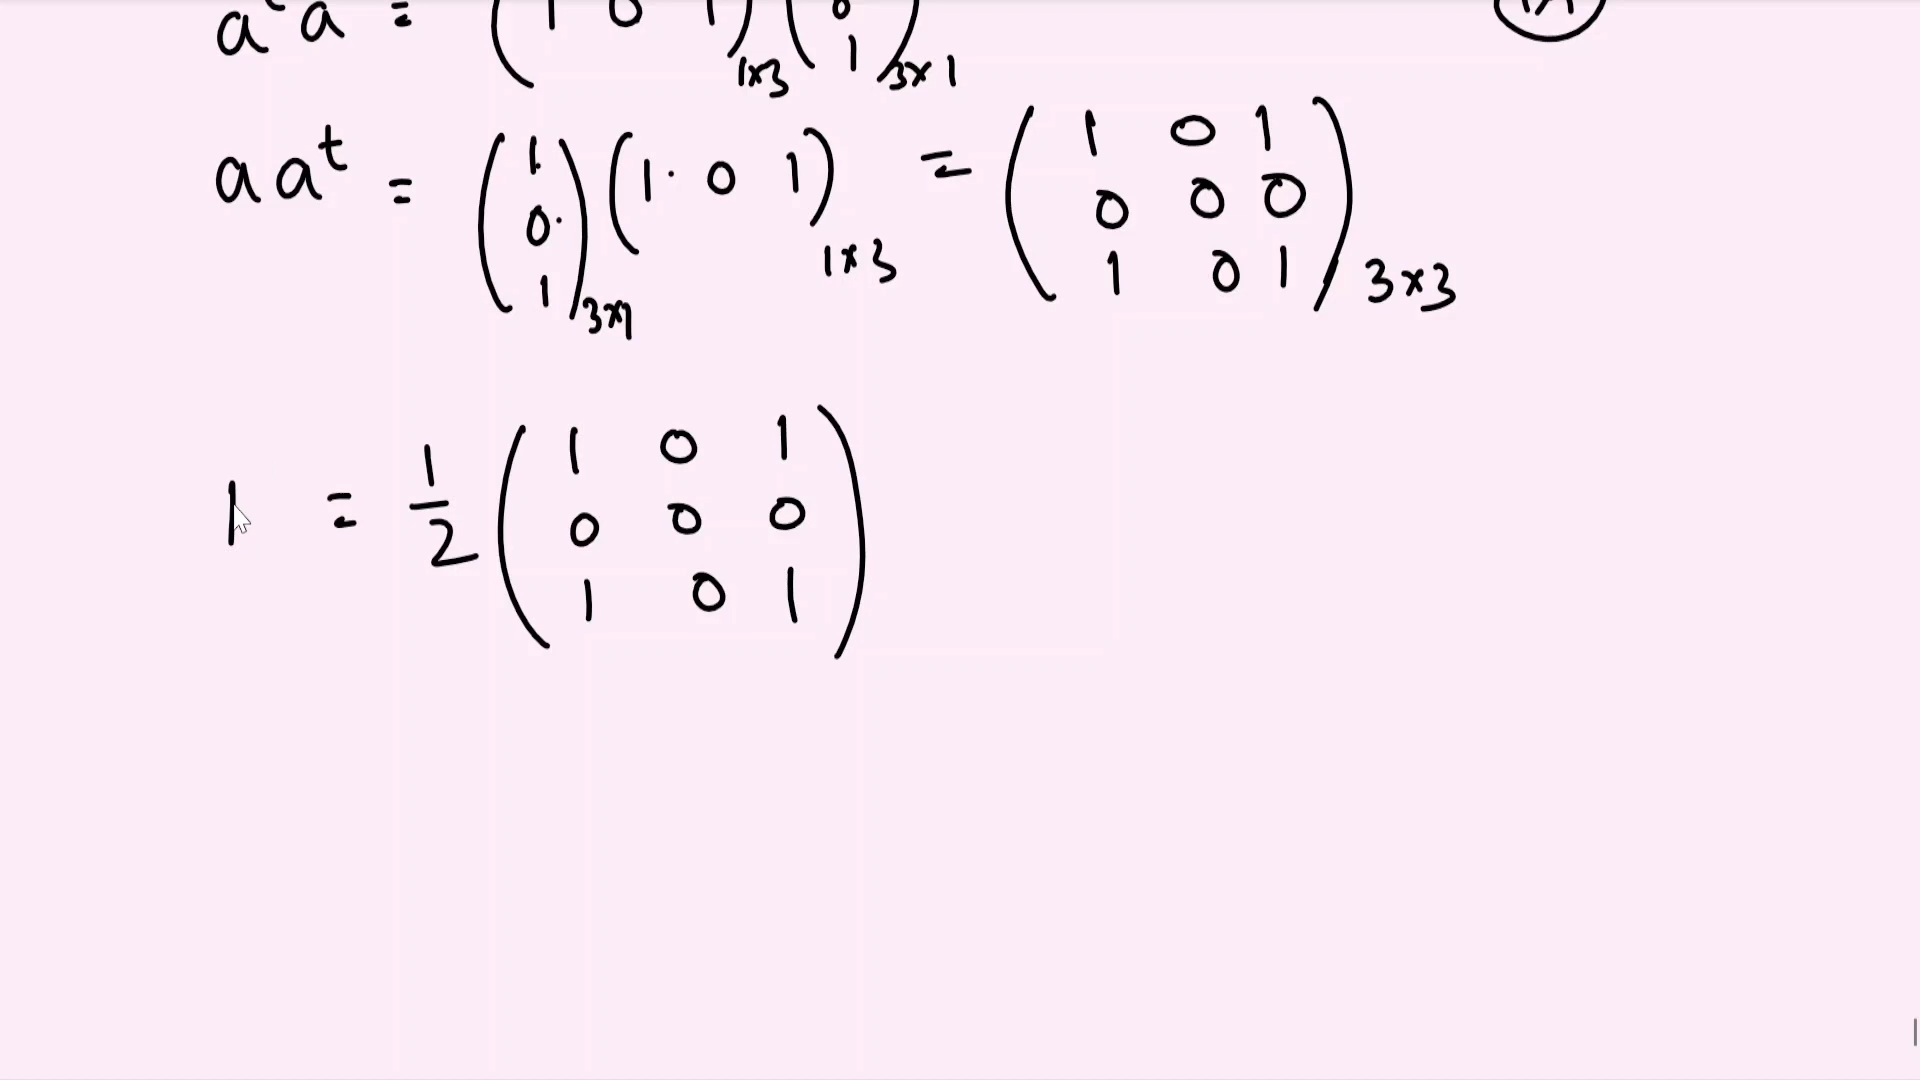 aᵗa = (1 0 1)₁ₓ₃ (0 1)₃ₓ₁
aaᵗ = (1 0 1)₃ₓ₁ (1 0 1)₁ₓ₃ = (1 0 1
0 0 0
1 0 1)₃ₓ₃
1 = 1/2 (1 0 1
0 0 0
1 0 1)